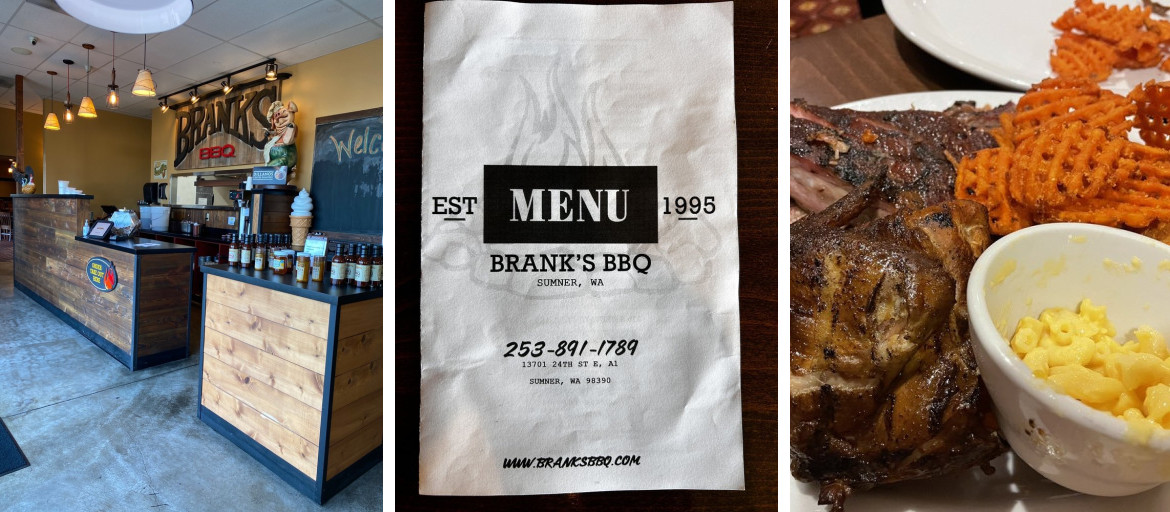 BRANKS
BBQ
Welc
EST
MENU
1995
BRANK'S BBQ
SUMNER, WA
253-891-1789
13701 24TH ST E, A1
SUMNER, WA 98390
WWW.BRANKSBBQ.COM